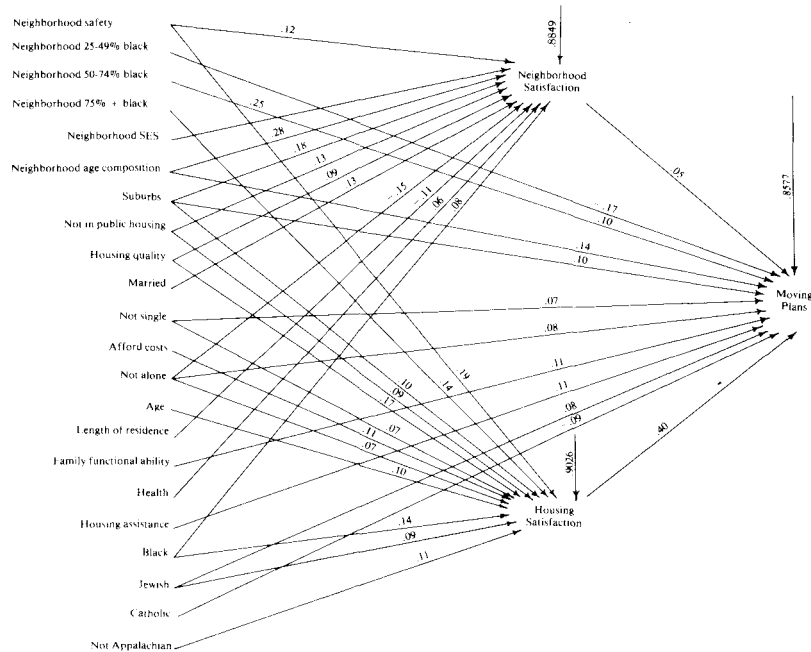 Neighborhood safety
Neighborhood 25-49% black
Neighborhood 50-74% black
Neighborhood 75% + black
Neighborhood SES
Neighborhood age composition
Suburbs
Not in public housing
Housing quality
Married
Not single
Afford costs
Not alone
Age
Length of residence
Family functional ability
Health
Housing assistance
Black
Jewish
Catholic
Not Appalachian
.12
.25
.28
.18
.13
.09
.13
-.15
-.11
.06
.08
.8849
Neighborhood
Satisfaction
.05
.8577
-.17
.10
.14
.10
.07
.08
.11
.11
.08
-.09
Moving
Plans
.19
.14
.10
.09
.17
.07
.11
.07
.10
.14
.09
.11
.9026
Housing
Satisfaction
.40